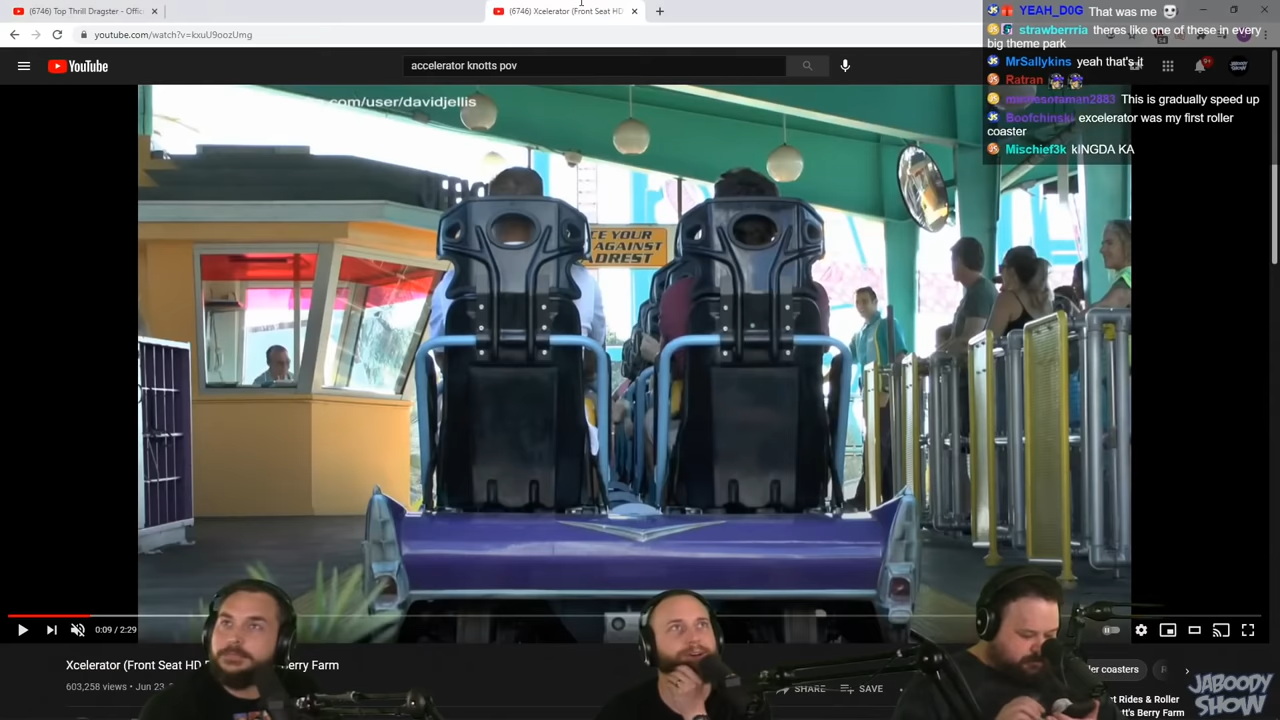 (6746) Top Thrill Dragster - Offic
(6746) Xcelerator (Front Seat HD
youtube.com/watch?v=kxuU9oozUmg
YouTube
accelerator knotts pov
9+
com/user/davidjellis
YEAH_D0G That was me
strawberrria theres like one of these in every
big theme park
MrSallykins yeah that's it
Ratran
This is gradually speed up
Boofchinski excelerator was my first roller
coaster
Mischief3k kINGDA KA
CE YOUR
AGAINST
ADREST
0:09 / 2:29
Xcelerator (Front Seat HD
erry Farm
603,258 views • Jun 23,
SHARE
SAVE
er coasters
t Rides & Roller
tt's Berry Farm
JABOODY
SHOW